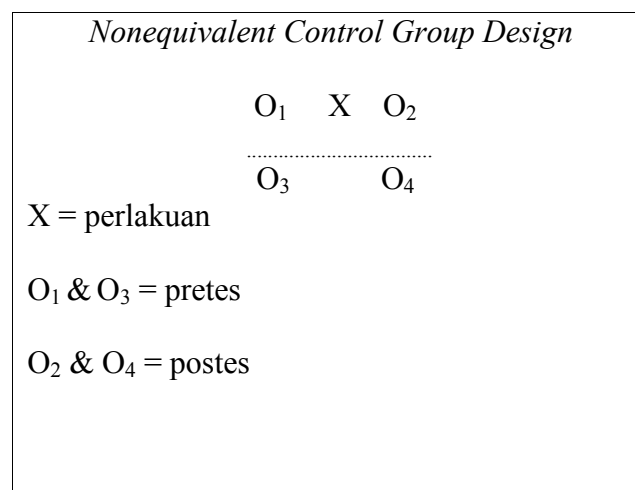 Nonequivalent Control Group Design
O₁ X O₂
..................................
O₃ O₄
X = perlakuan
O₁ & O₃ = pretes
O₂ & O₄ = postes